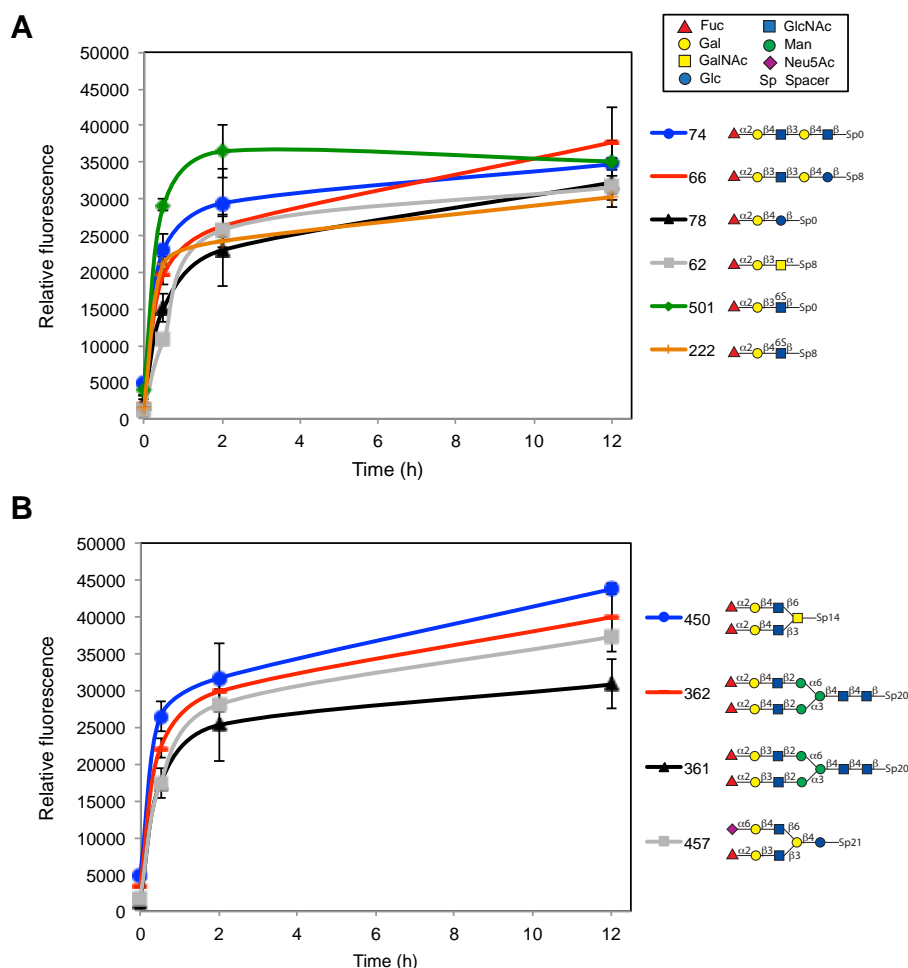 A
Fuc GlcNAc
Gal Man
GalNAc Neu5Ac
Glc Sp Spacer
50000
45000
40000
35000
30000
25000
20000
15000
10000
5000
0
Relative fluorescence
0 2 4 6 8 10 12
Time (h)
74 α2 β4 β3 β4 β Sp0
66 α2 β3 β3 β4 β Sp8
78 α2 β4 β Sp0
62 α2 β3 α Sp8
501 α2 β3 6S β Sp0
222 α2 β4 6S β Sp8
B
50000
45000
40000
35000
30000
25000
20000
15000
10000
5000
0
Relative fluorescence
0 2 4 6 8 10 12
Time (h)
α2 β4 β6
450 Sp14
α2 β4 β3
α2 β4 β2 α6
362 β4 β4 β Sp20
α2 β4 β2 α3
α2 β3 β2 α6
361 β4 β4 β Sp20
α2 β3 β2 α3
α6 β4 β6
457 β4 Sp21
α2 β3 β3